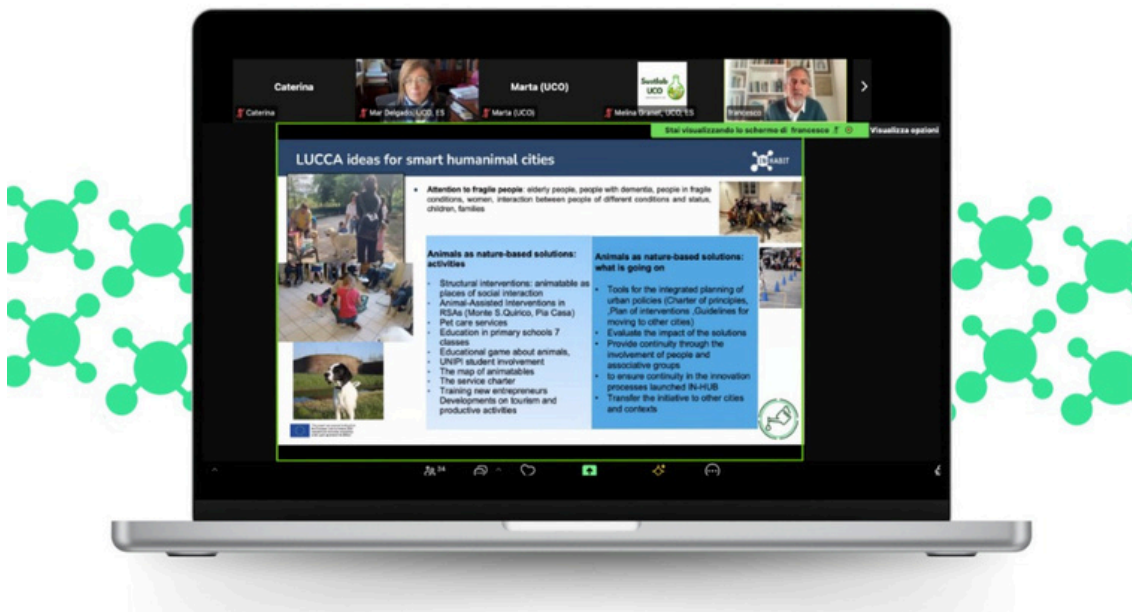 Caterina
Marta (UCO)
Sustlab
UCO
Caterina
Mar Delgado, UCO, ES
Marta (UCO)
Melina Granet, UCO, ES
francesco
Stai visualizzando lo schermo di francesco
Visualizza opzioni
LUCCA ideas for smart humanimal cities
IN HABIT
• Attention to fragile people: elderly people, people with dementia, people in fragile
conditions, women, interaction between people of different conditions and status,
children, families
Animals as nature-based solutions:
activities
• Structural interventions: animatable as
places of social interaction
• Animal-Assisted Interventions in
RSAs (Monte S.Quirico, Pia Casa)
• Pet care services
• Education in primary schools 7
classes
• Educational game about animals,
• UNIPI student involvement
• The map of animatables
• The service charter
• Training new entrepreneurs
Developments on tourism and
productive activities
Animals as nature-based solutions:
what is going on
• Tools for the integrated planning of
urban policies (Charter of principles,
,Plan of interventions ,Guidelines for
moving to other cities)
• Evaluate the impact of the solutions
• Provide continuity through the
involvement of people and
associative groups
• to ensure continuity in the innovation
processes launched IN-HUB
• Transfer the initiative to other cities
and contexts
34